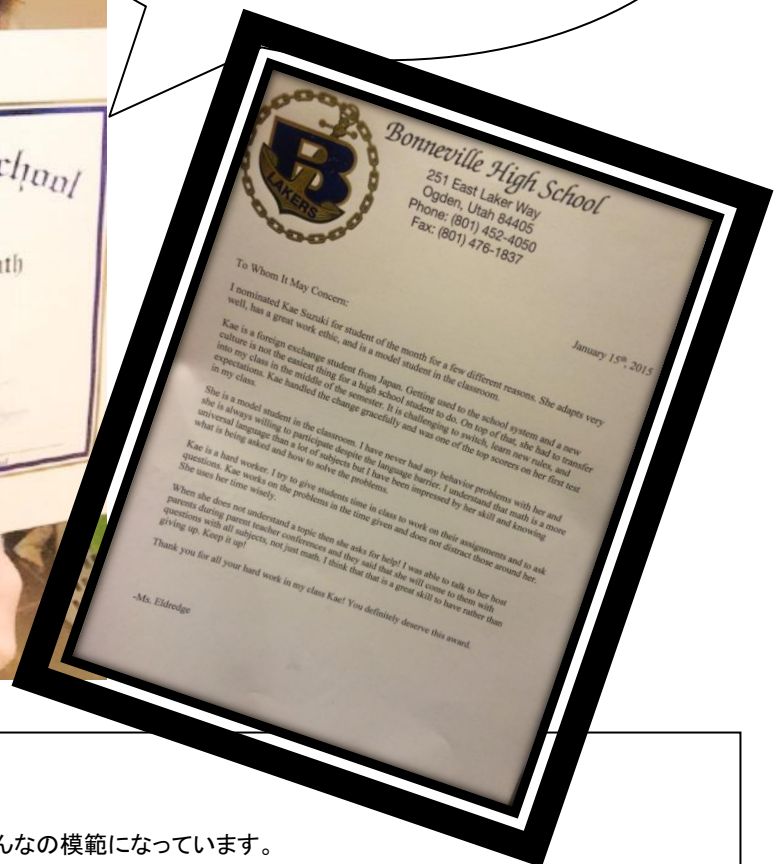 chool
th
B
LAKERS
Bonneville High School
251 East Laker Way
Ogden, Utah 84405
Phone: (801) 452-4050
Fax: (801) 476-1837
January 15th, 2015
To Whom It May Concern:
I nominated Kae Suzuki for student of the month for a few different reasons. She adapts very
well, has a great work ethic, and is a model student in the classroom.
Kae is a foreign exchange student from Japan. Getting used to the school system and a new
culture is not the easiest thing for a high school student to do. On top of that, she had to transfer
into my class in the middle of the semester. It is challenging to switch, learn new rules, and
expectations. Kae handled the change gracefully and was one of the top scorers on her first test
in my class.
She is a model student in the classroom. I have never had any behavior problems with her and
she is always willing to participate despite the language barrier. I understand that math is a more
universal language than a lot of subjects but I have been impressed by her skill and knowing
what is being asked and how to solve the problems.
Kae is a hard worker. I try to give students time in class to work on their assignments and to ask
questions. Kae works on the problems in the time given and does not distract those around her.
She uses her time wisely.
When she does not understand a topic then she asks for help! I was able to talk to her host
parents during parent teacher conferences and they said that she will come to them with
questions with all subjects, not just math. I think that that is a great skill to have rather than
giving up. Keep it up!
Thank you for all your hard work in my class Kae! You definitely deserve this award.
-Ms. Eldredge
んなの模範になっています。